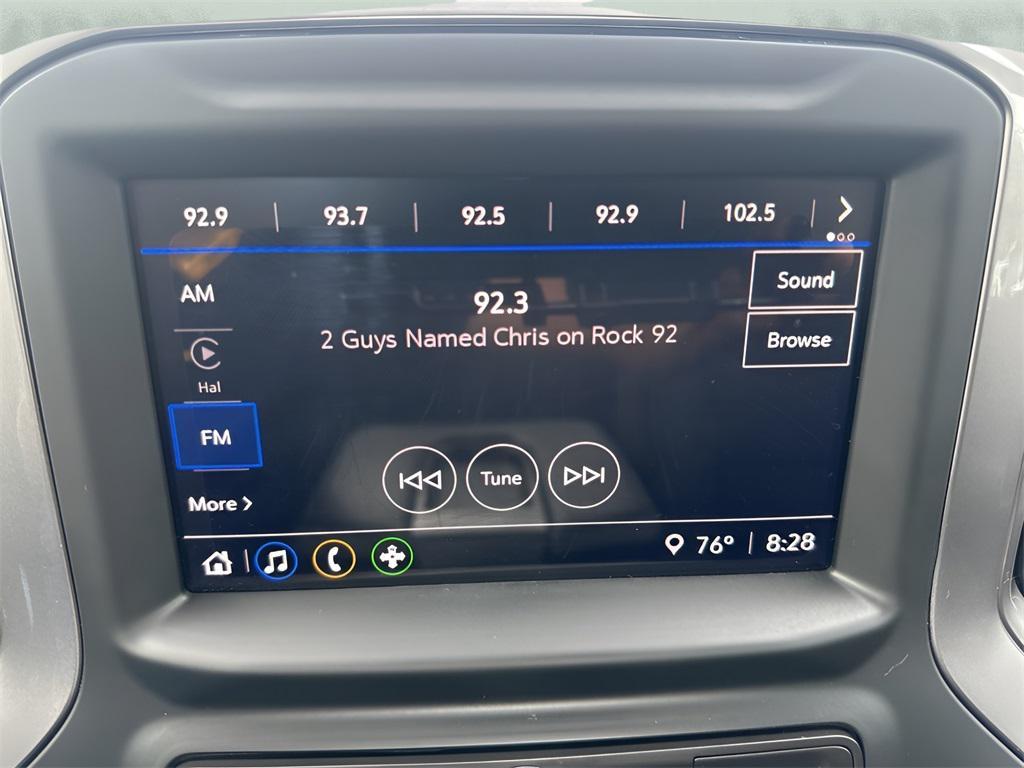 92.9 | 93.7 | 92.5 | 92.9 | 102.5 |
AM
92.3
Sound
2 Guys Named Chris on Rock 92
Browse
Hal
FM
Tune
More
76° | 8:28